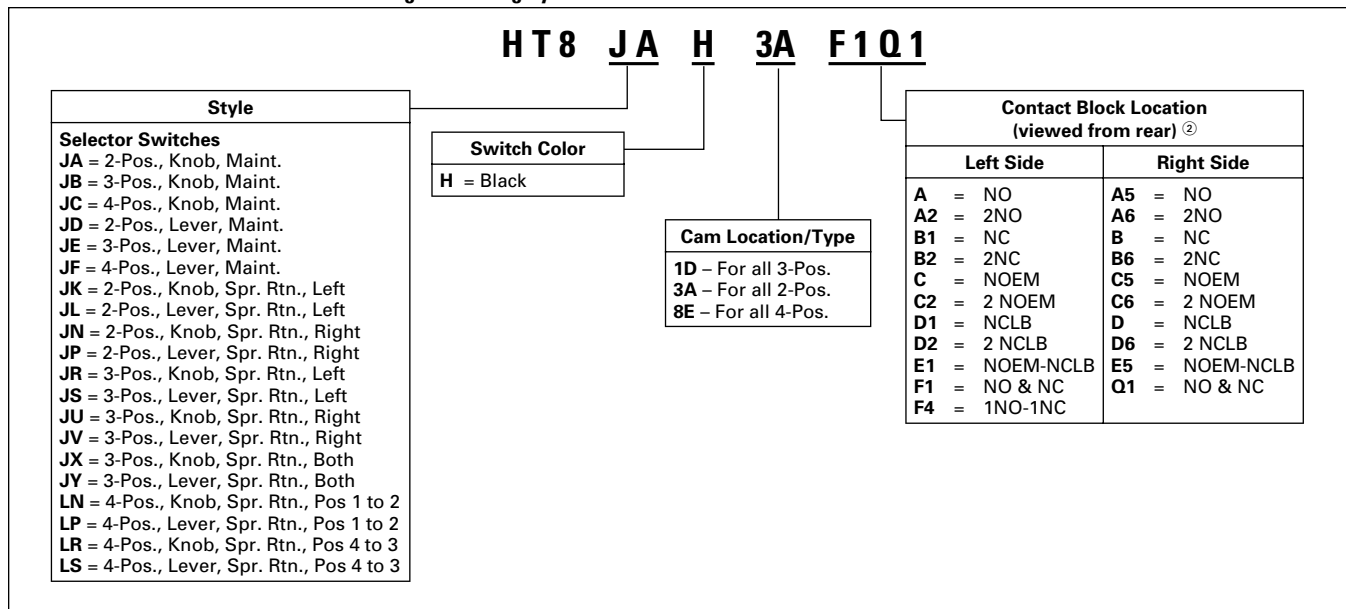 HT8 JA H 3A F1Q1
Style
Selector Switches
JA = 2-Pos., Knob, Maint.
JB = 3-Pos., Knob, Maint.
JC = 4-Pos., Knob, Maint.
JD = 2-Pos., Lever, Maint.
JE = 3-Pos., Lever, Maint.
JF = 4-Pos., Lever, Maint.
JK = 2-Pos., Knob, Spr. Rtn., Left
JL = 2-Pos., Lever, Spr. Rtn., Left
JN = 2-Pos., Knob, Spr. Rtn., Right
JP = 2-Pos., Lever, Spr. Rtn., Right
JR = 3-Pos., Knob, Spr. Rtn., Left
JS = 3-Pos., Lever, Spr. Rtn., Left
JU = 3-Pos., Knob, Spr. Rtn., Right
JV = 3-Pos., Lever, Spr. Rtn., Right
JX = 3-Pos., Knob, Spr. Rtn., Both
JY = 3-Pos., Lever, Spr. Rtn., Both
LN = 4-Pos., Knob, Spr. Rtn., Pos 1 to 2
LP = 4-Pos., Lever, Spr. Rtn., Pos 1 to 2
LR = 4-Pos., Knob, Spr. Rtn., Pos 4 to 3
LS = 4-Pos., Lever, Spr. Rtn., Pos 4 to 3
Switch Color
H = Black
Cam Location/Type
1D – For all 3-Pos.
3A – For all 2-Pos.
8E – For all 4-Pos.
Contact Block Location
(viewed from rear) ②
Left Side
A = NO
A2 = 2NO
B1 = NC
B2 = 2NC
C = NOEM
C2 = 2 NOEM
D1 = NCLB
D2 = 2 NCLB
E1 = NOEM-NCLB
F1 = NO & NC
F4 = 1NO-1NC
Right Side
A5 = NO
A6 = 2NO
B = NC
B6 = 2NC
C5 = NOEM
C6 = 2 NOEM
D = NCLB
D6 = 2 NCLB
E5 = NOEM-NCLB
Q1 = NO & NC